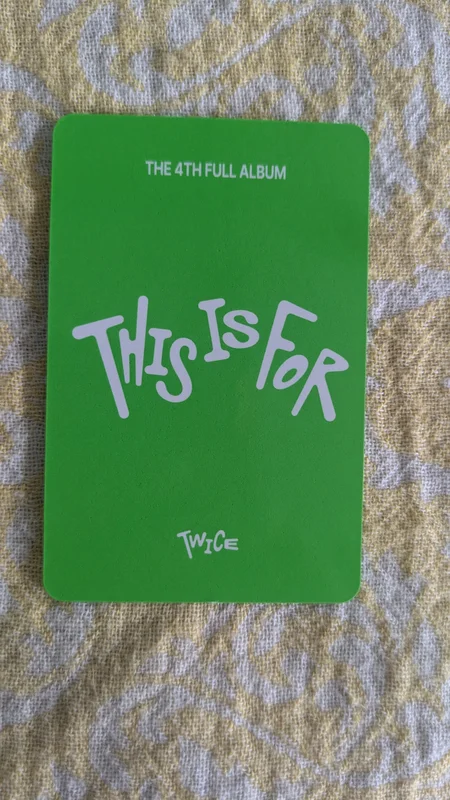 THE 4TH FULL ALBUM
THIS IS FOR
TWICE